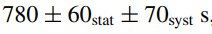 780 ± 60stat ± 70syst s,